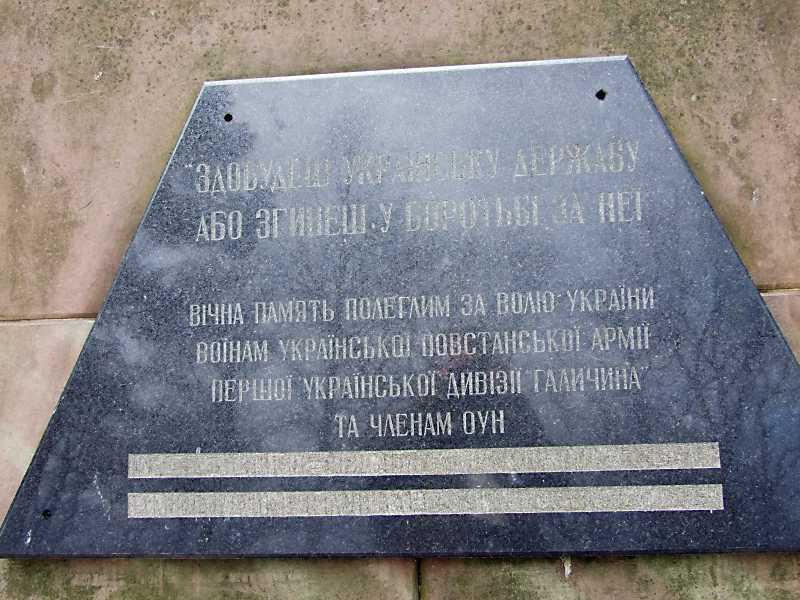 "ЗДОБУДЕШ УКРАЇНСЬКУ ДЕРЖАВУ
АБО ЗГИНЕШ У БОРОТЬБІ ЗА НЕЇ"
ВІЧНА ПАМЯТЬ ПОЛЕГЛИМ ЗА ВОЛЮ УКРАЇНИ
ВОЇНАМ УКРАЇНСЬКОЇ ПОВСТАНСЬКОЇ АРМІЇ
ПЕРШОЇ УКРАЇНСЬКОЇ ДИВІЗІЇ "ГАЛИЧИНА"
ТА ЧЛЕНАМ ОУН